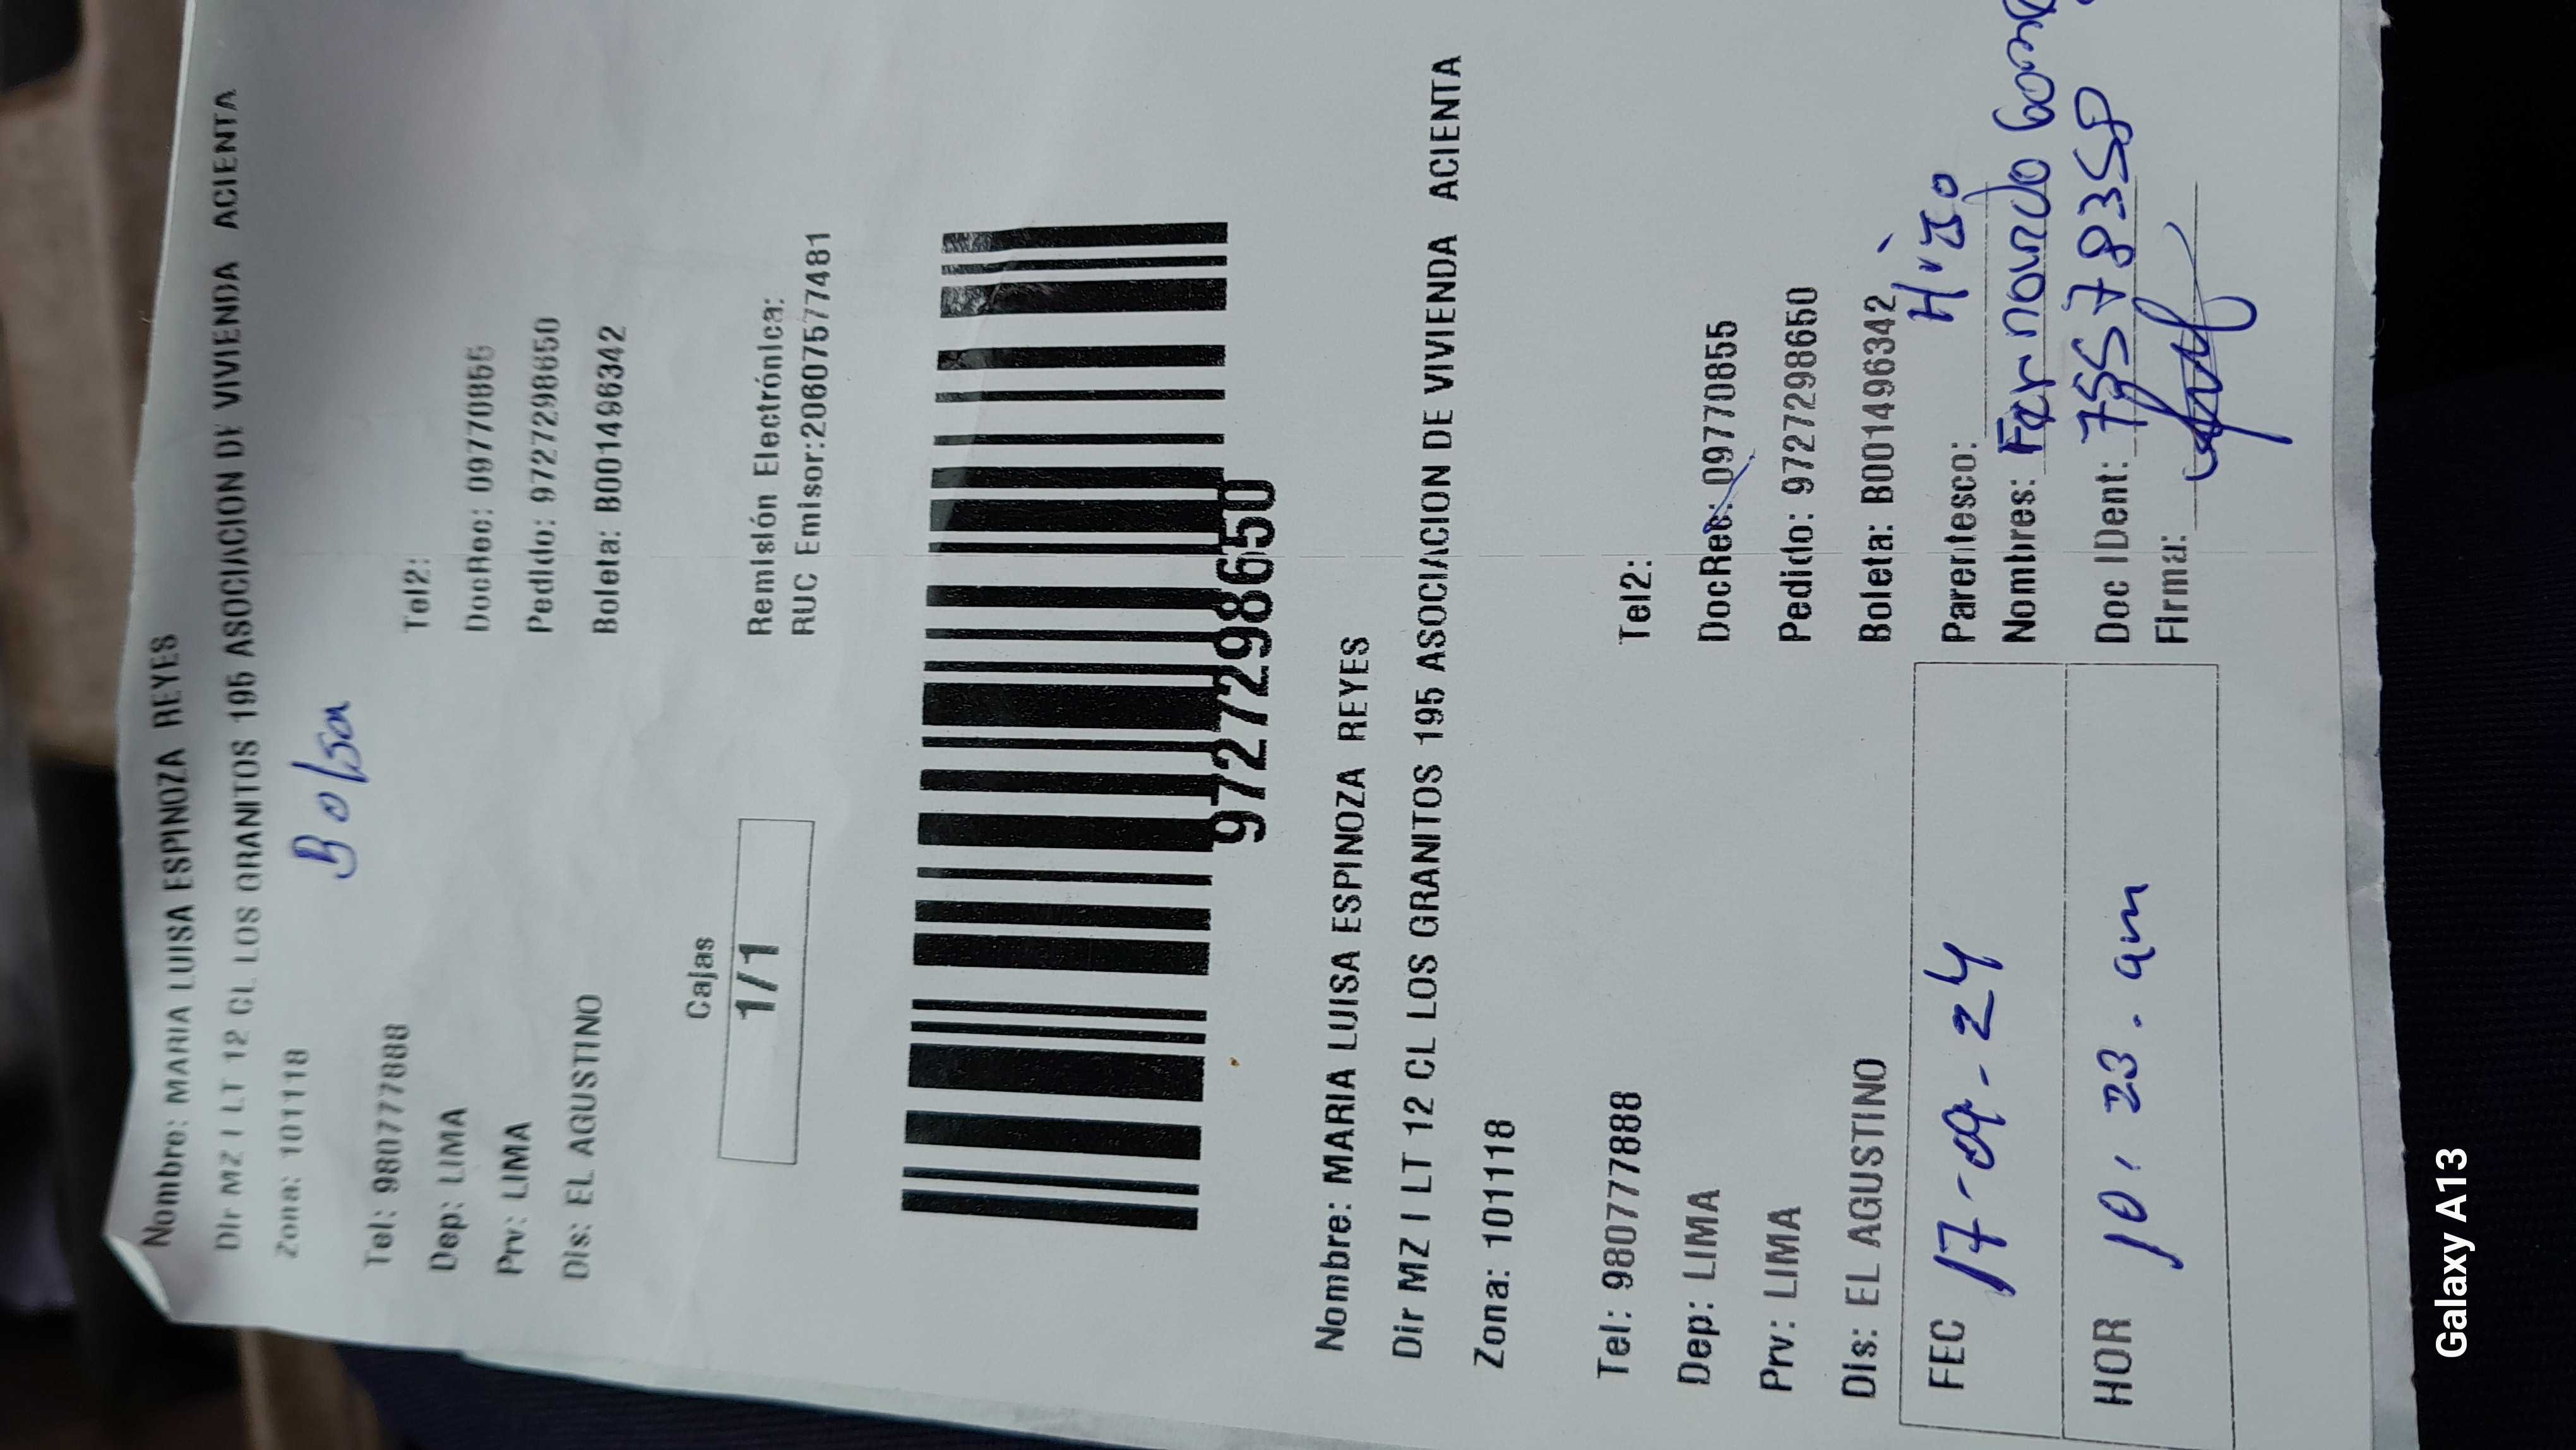 Nombre: MARIA LUISA ESPINOZA REYES
Dir MZ I LT 12 CL LOS GRANITOS 195 ASOCIACION DE VIVIENDA ACIENTA
Zona: 101118
Bolsa
Tel: 980777888
Tel2:
Dep: LIMA
DocRec: 09770855
Prv: LIMA
Pedido: 9727298650
Dis: EL AGUSTINO
Boleta: B001496342
Cajas
1/1
Remisión Electrónica:
RUC Emisor:20607577481
9727298650
Nombre: MARIA LUISA ESPINOZA REYES
Dir MZ I LT 12 CL LOS GRANITOS 195 ASOCIACION DE VIVIENDA ACIENTA
Zona: 101118
Tel: 980777888
Tel2:
Dep: LIMA
DocRec: 09770855
Prv: LIMA
Pedido: 9727298650
Dis: EL AGUSTINO
Boleta: B001496342
FEC 17-09-24
Parentesco: Hijo
Nombres: Fernando
HOR 10.23.am
Doc IDent:
Firma:
Galaxy A13